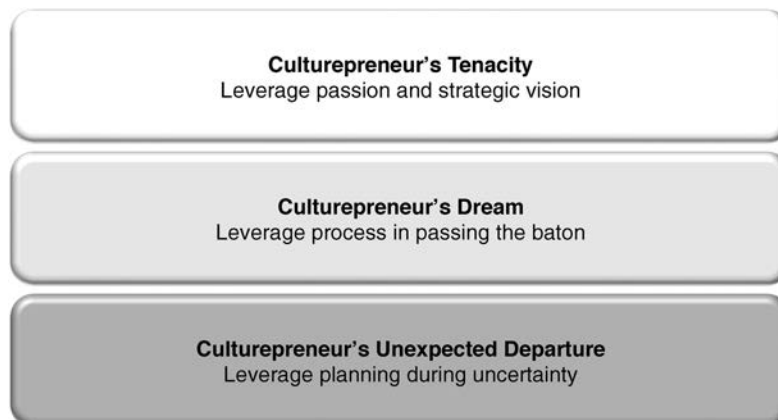 Culturepreneur’s Tenacity
Leverage passion and strategic vision
Culturepreneur’s Dream
Leverage process in passing the baton
Culturepreneur’s Unexpected Departure
Leverage planning during uncertainty